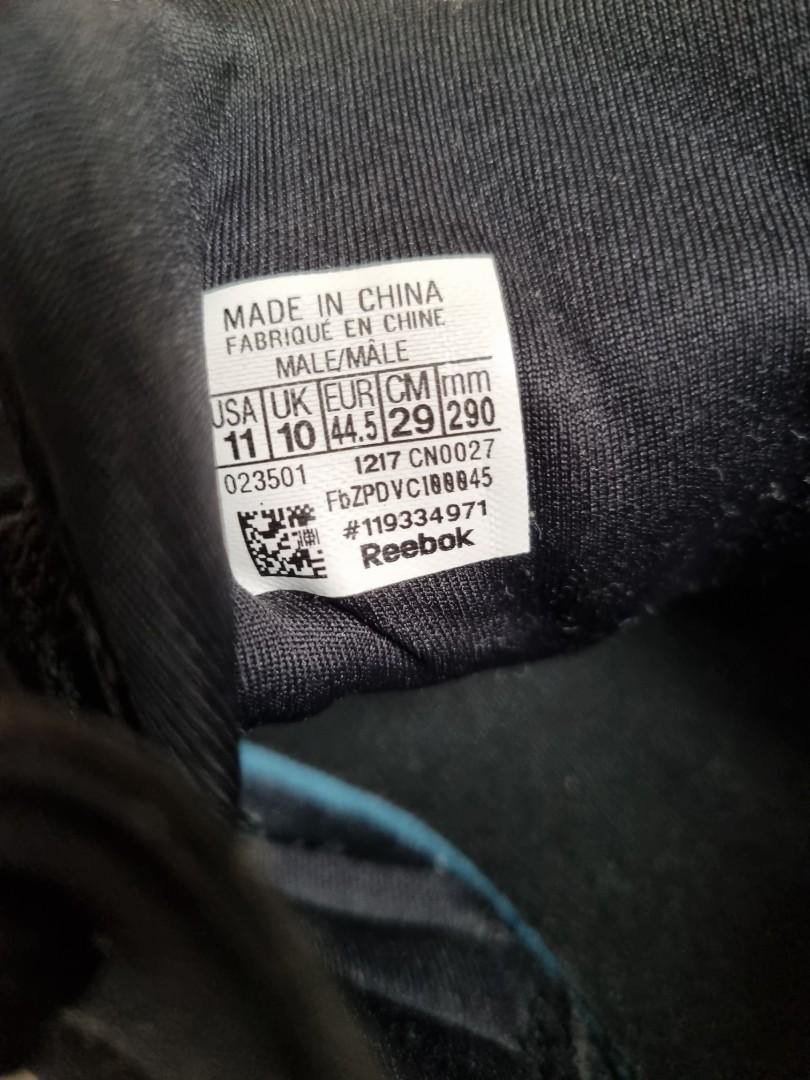 MADE IN CHINA
FABRIQUÉ EN CHINE
MALE/MÂLE
USA UK EUR CM mm
11 10 44.5 29 290
023501 1217 CN0027
#119334971
Reebok